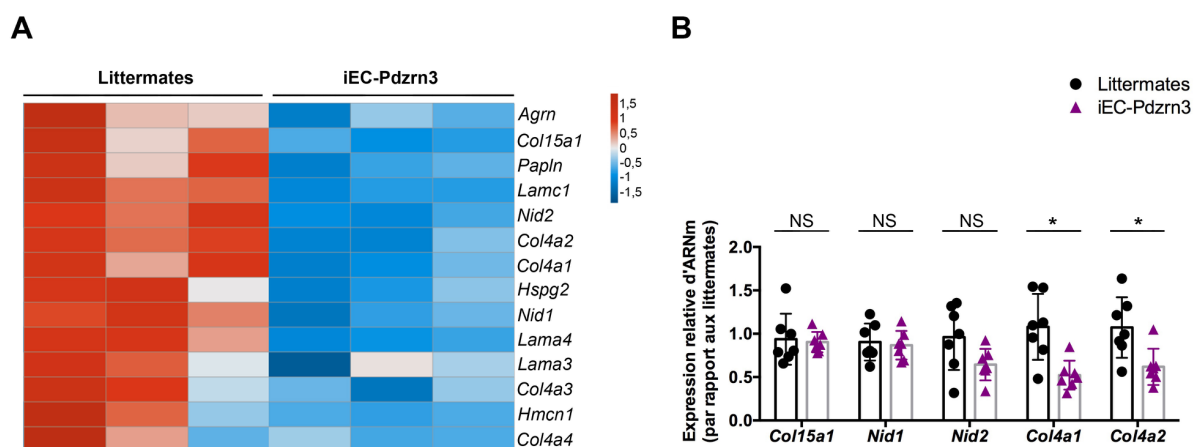 A
Littermates
iEC-Pdzrn3
Agrn
Col15a1
Papln
Lamc1
Nid2
Col4a2
Col4a1
Hspg2
Nid1
Lama4
Lama3
Col4a3
Hmcn1
Col4a4
1,5
1
0,5
0
-0,5
-1
-1,5
B
Littermates
iEC-Pdzrn3
Expression relative d'ARNm
(par rapport aux littermates)
2.0
1.5
1.0
0.5
0.0
NS
NS
NS
*
*
Col15a1
Nid1
Nid2
Col4a1
Col4a2